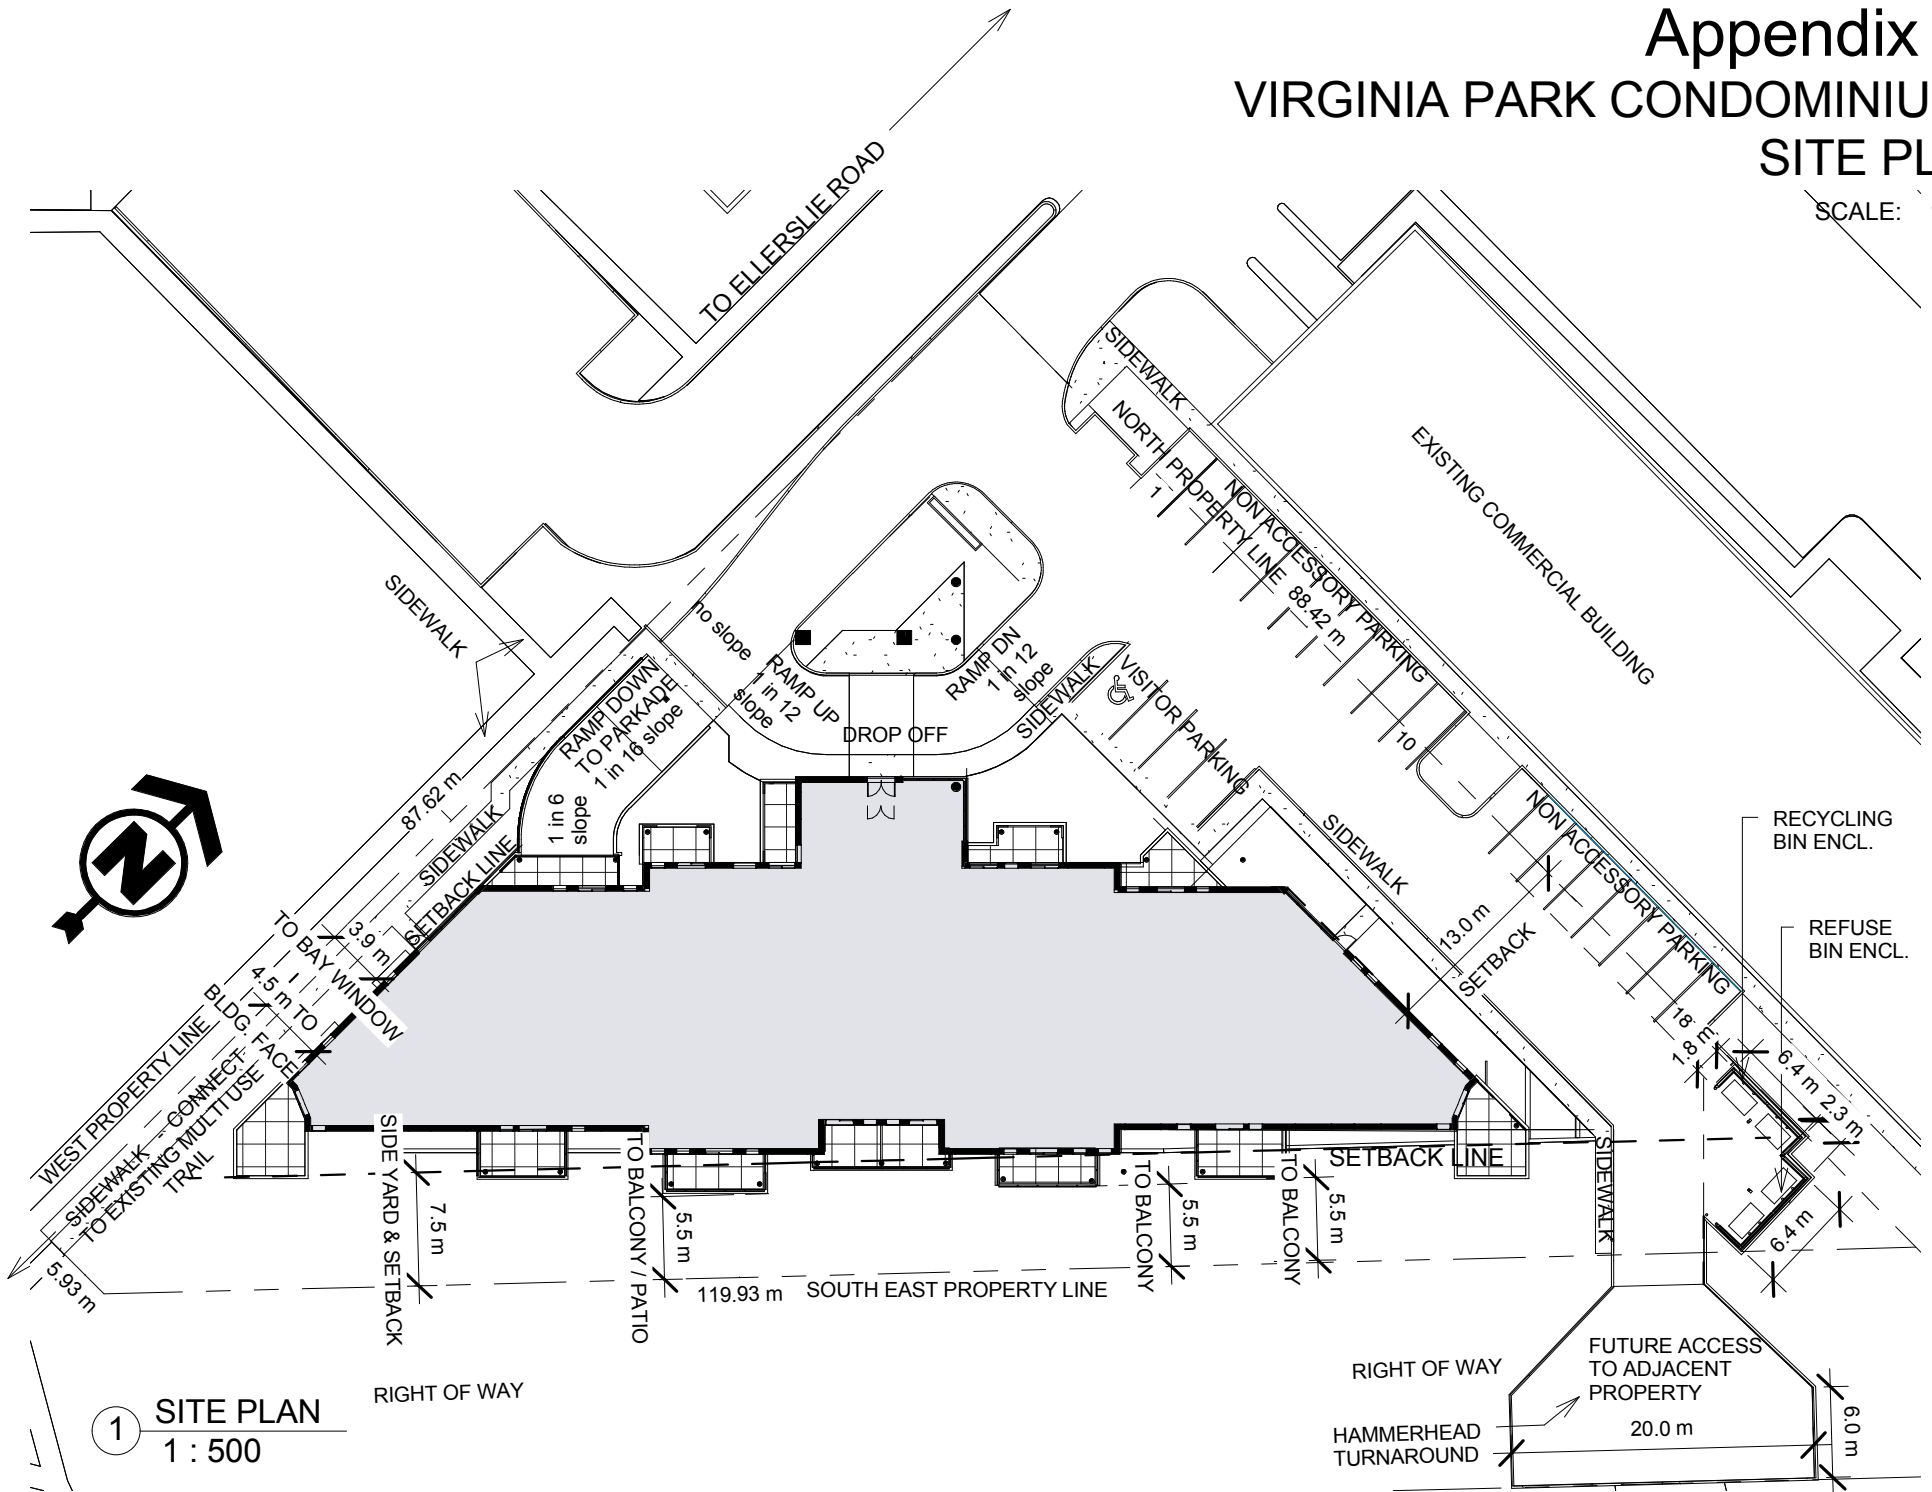 Appendix
VIRGINIA PARK CONDOMINIU
SITE PL
SCALE:
TO ELLERSLIE ROAD
SIDEWALK
NORTH PROPERTY LINE 88.42 m
1
NON ACCESSORY PARKING
EXISTING COMMERCIAL BUILDING
SIDEWALK
no slope
RAMP UP
1 in 12
slope
RAMP DN
1 in 12
slope
SIDEWALK
VISITOR PARKING
DROP OFF
RAMP DOWN
TO PARKADE
1 in 16 slope
1 in 6
slope
10
NON ACCESSORY PARKING
18
RECYCLING
BIN ENCL.
REFUSE
BIN ENCL.
SIDEWALK
13.0 m
SETBACK
87.62 m
SIDEWALK
SETBACK LINE
N
3.9 m
TO BAY WINDOW
4.5 m TO
BLDG. FACE
WEST PROPERTY LINE
SIDEWALK - CONNECT
TO EXISTING MULTI USE
TRAIL
5.93 m
SIDE YARD & SETBACK
7.5 m
TO BALCONY / PATIO
5.5 m
119.93 m
SOUTH EAST PROPERTY LINE
TO BALCONY
5.5 m
TO BALCONY
5.5 m
SETBACK LINE
SIDEWALK
1.8 m
6.4 m
2.3 m
6.4 m
RIGHT OF WAY
RIGHT OF WAY
FUTURE ACCESS
TO ADJACENT
PROPERTY
HAMMERHEAD
TURNAROUND
20.0 m
6.0 m
1
SITE PLAN
1 : 500